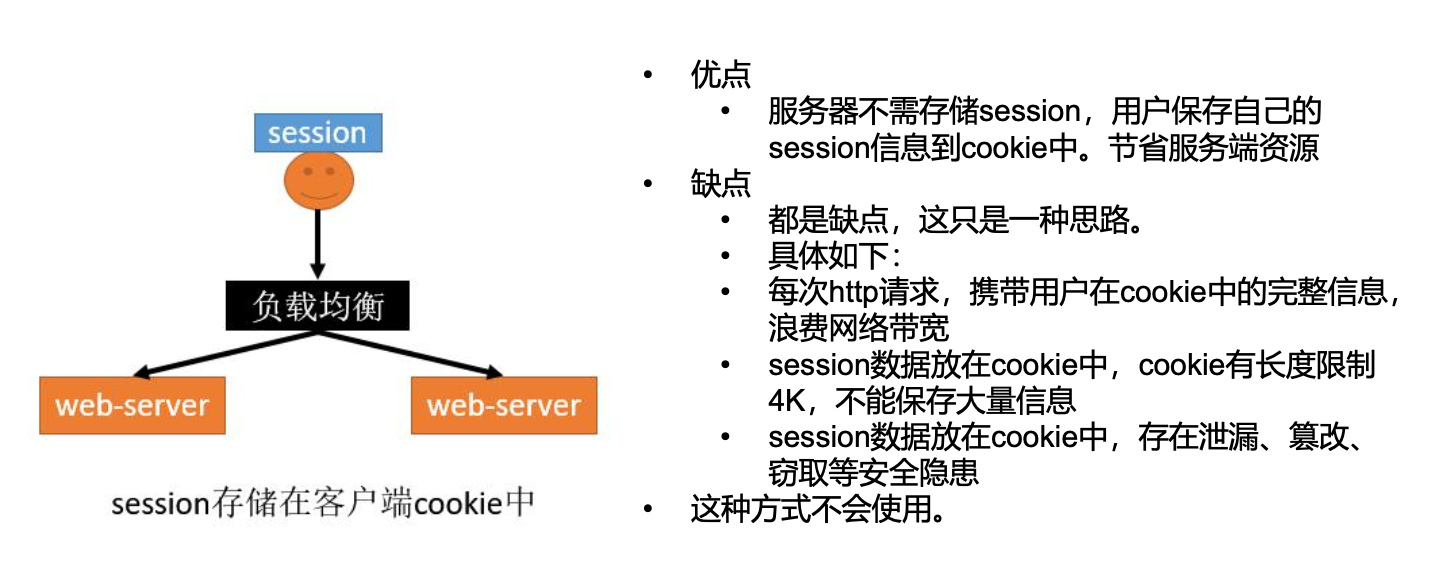 session
负载均衡
web-server
web-server
session存储在客户端cookie中
• 优点
• 服务器不需存储session，用户保存自己的
session信息到cookie中。节省服务端资源
• 缺点
• 都是缺点，这只是一种思路。
• 具体如下：
• 每次http请求，携带用户在cookie中的完整信息，
浪费网络带宽
• session数据放在cookie中，cookie有长度限制
4K，不能保存大量信息
• session数据放在cookie中，存在泄漏、篡改、
窃取等安全隐患
• 这种方式不会使用。